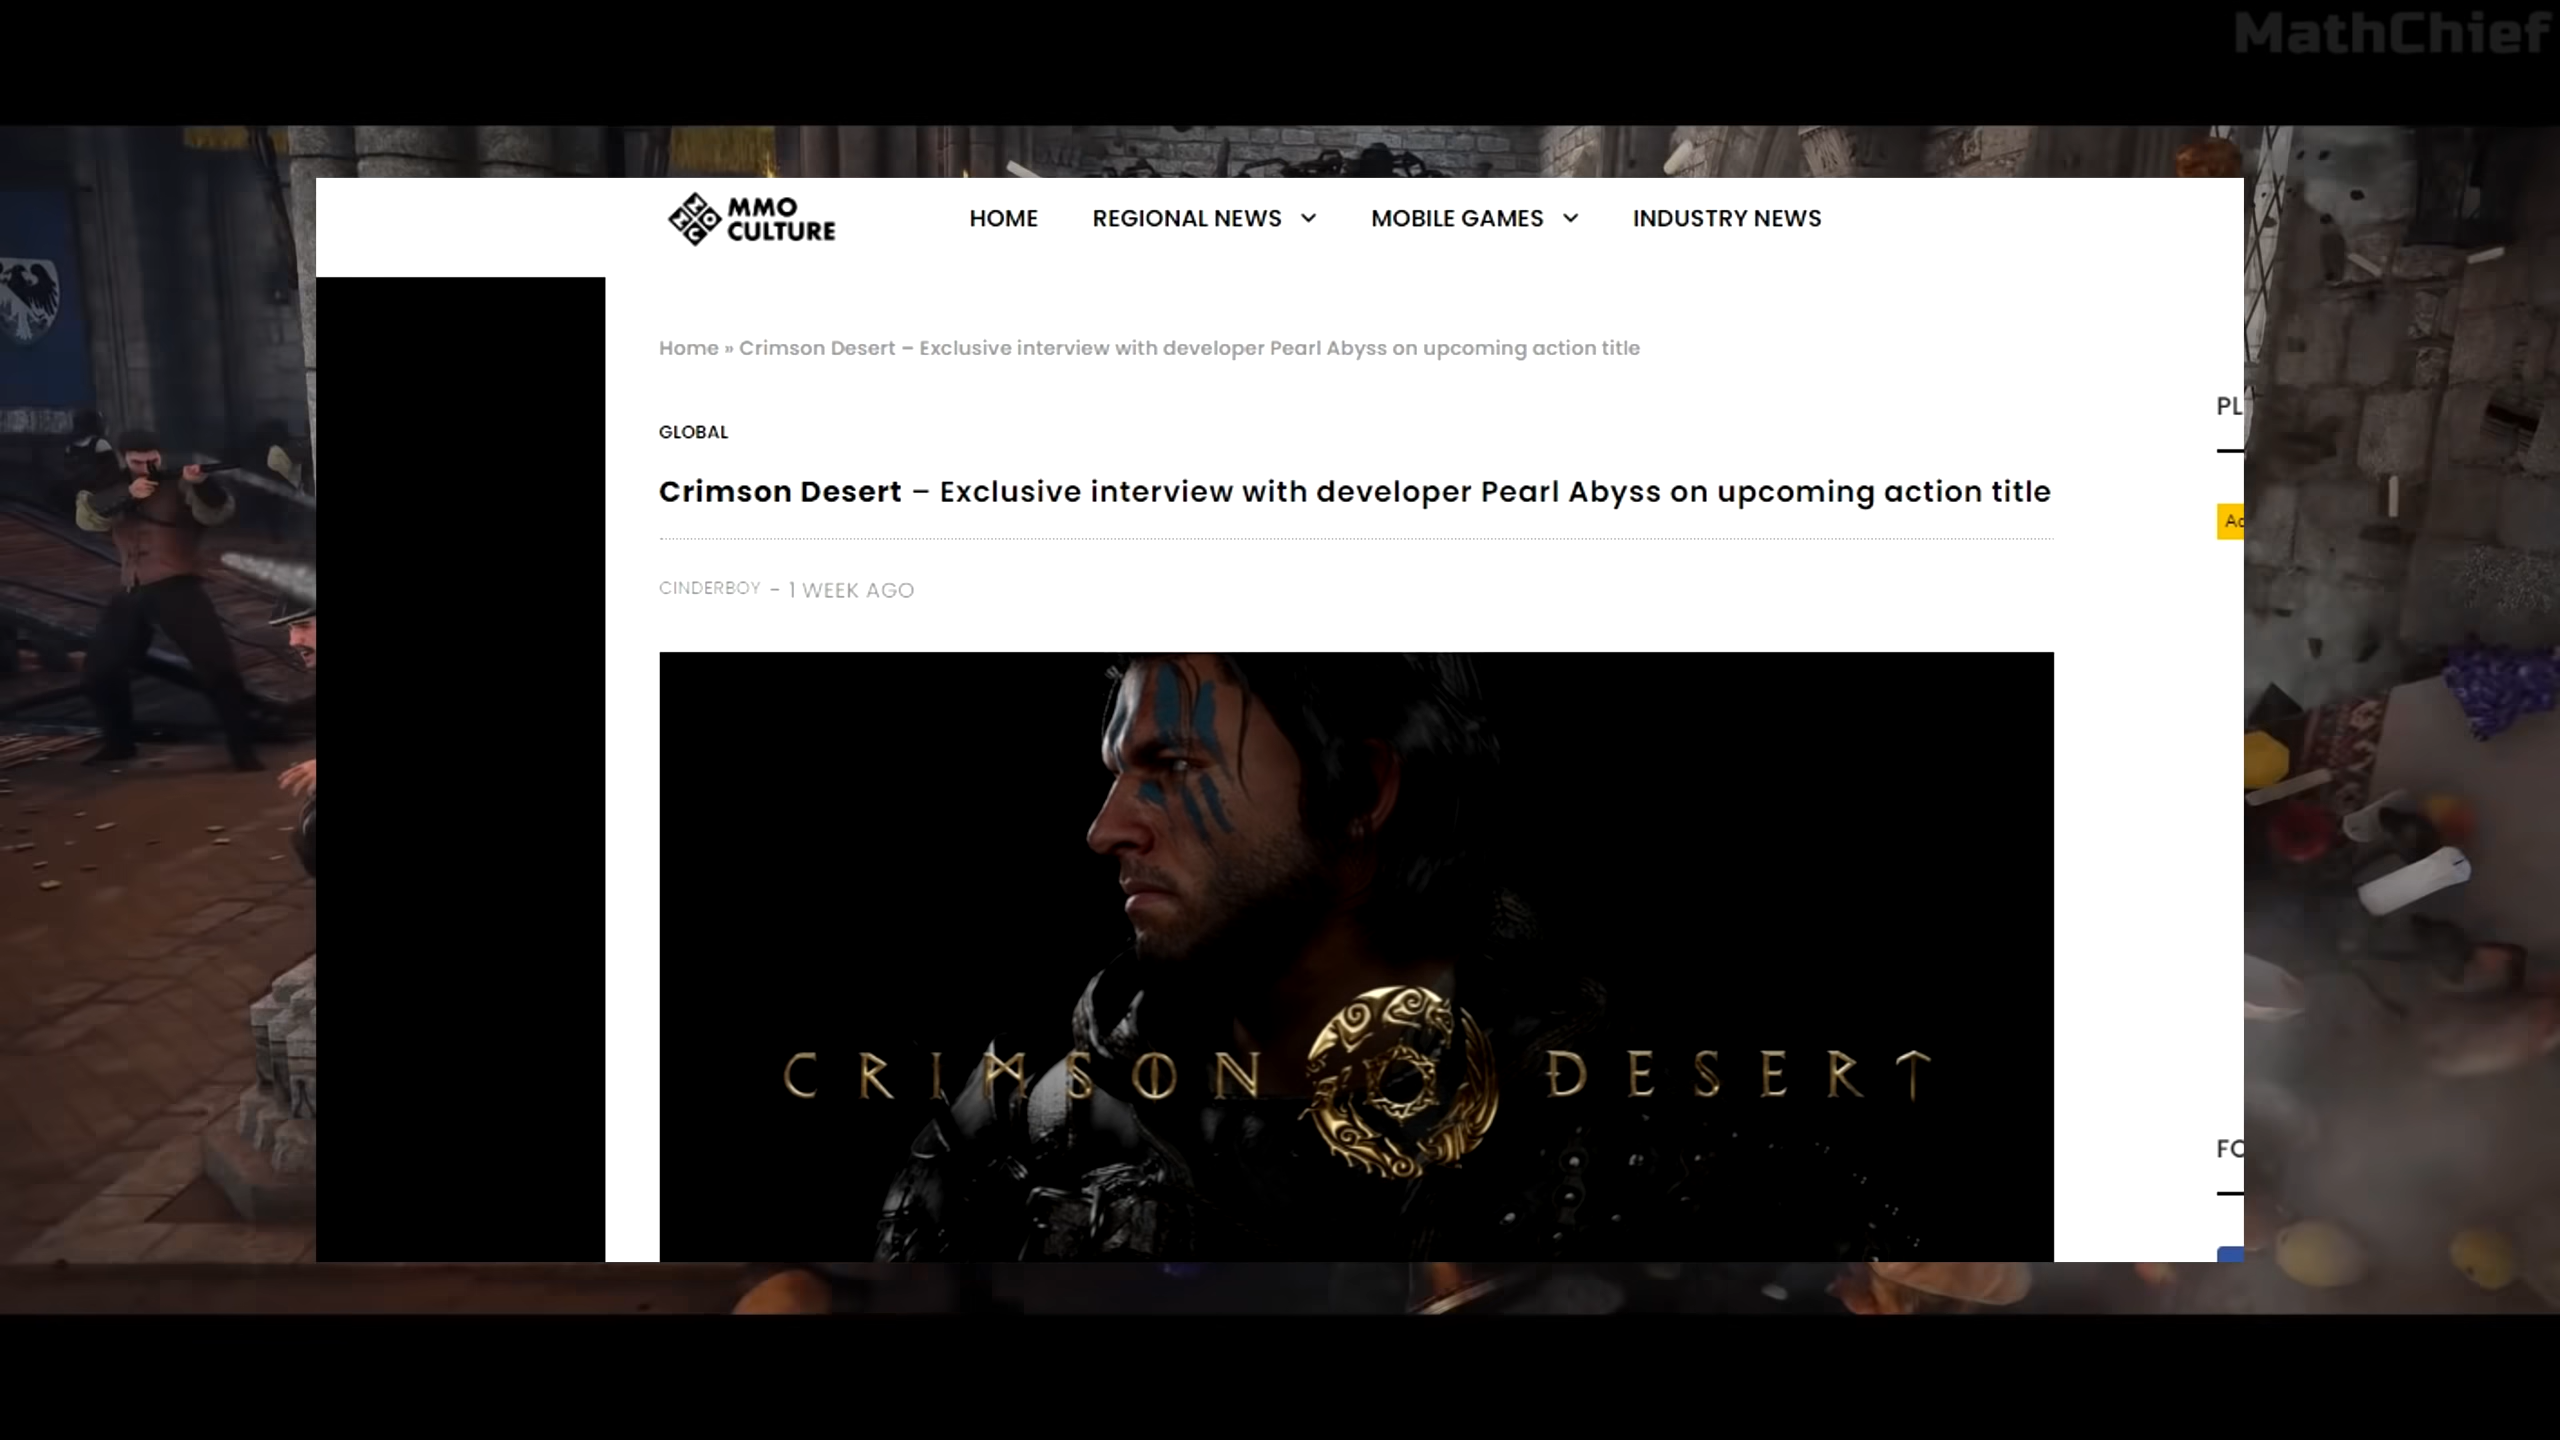 MathChief
MMO
CULTURE
HOME REGIONAL NEWS MOBILE GAMES INDUSTRY NEWS
Home » Crimson Desert – Exclusive interview with developer Pearl Abyss on upcoming action title
PL
GLOBAL
Crimson Desert – Exclusive interview with developer Pearl Abyss on upcoming action title
CINDERBOY – 1 WEEK AGO
CRIMSON DESERT
FO